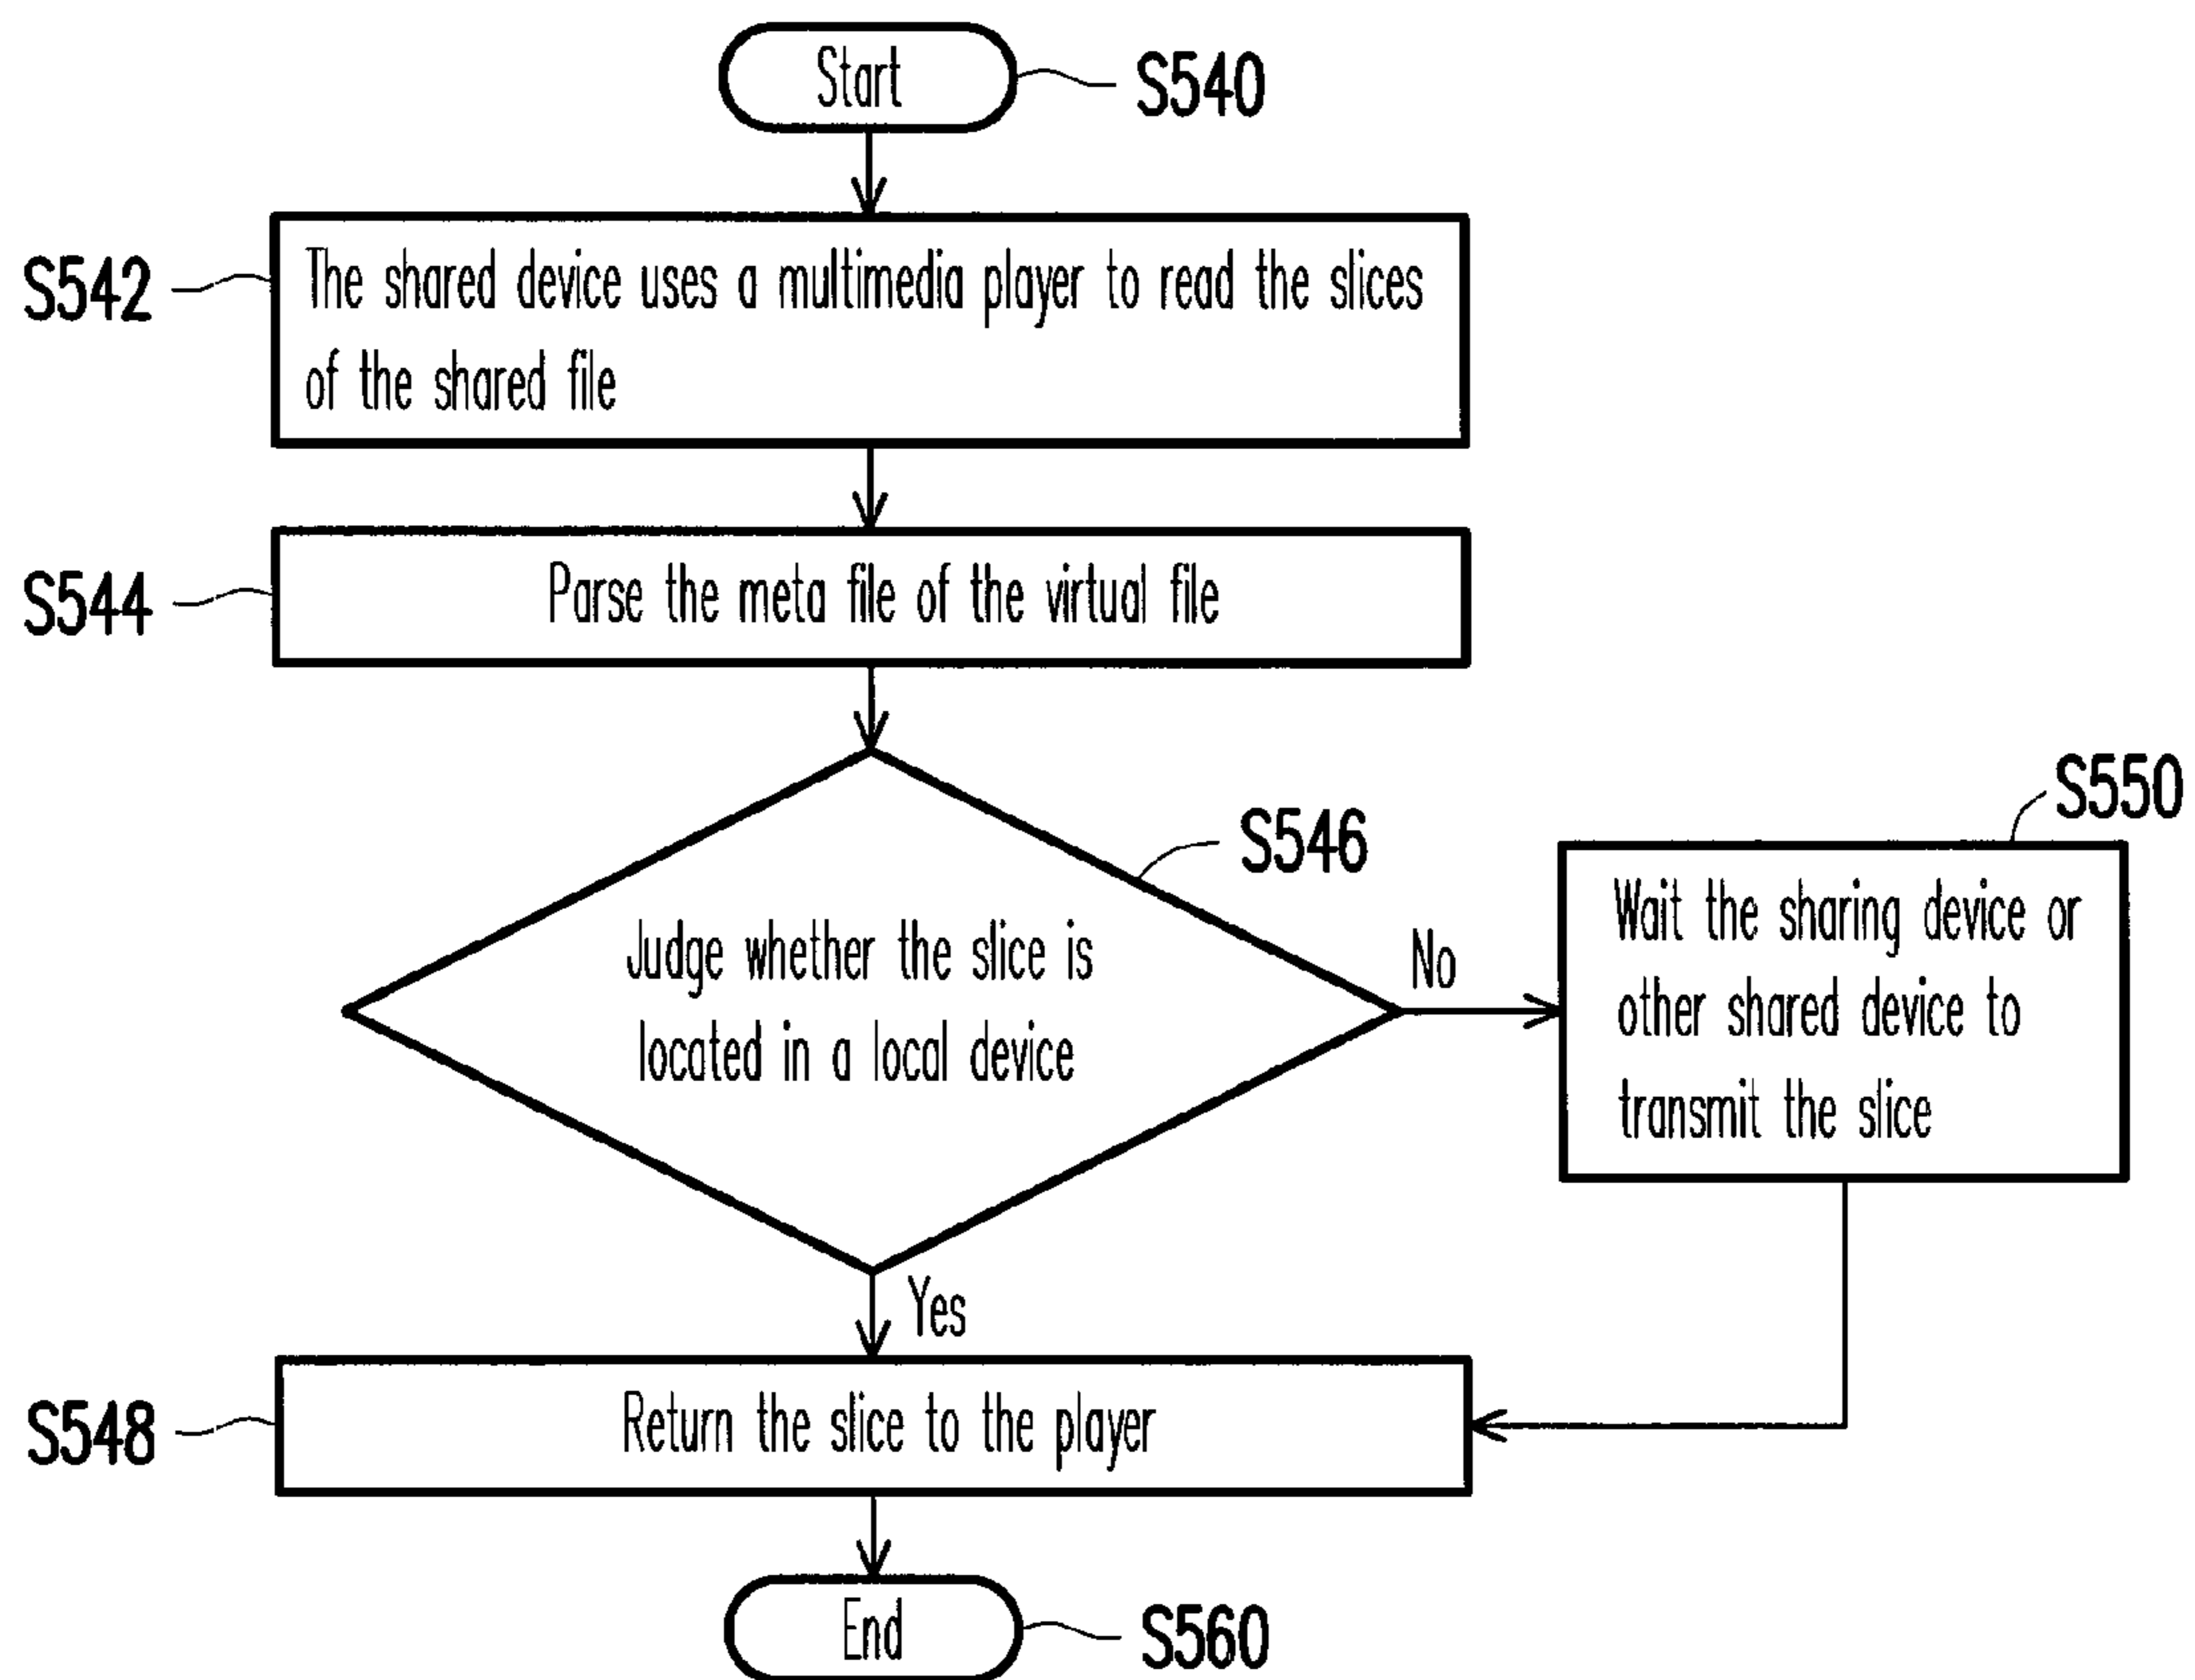 Start
S540
S542
The shared device uses a multimedia player to read the slices
of the shared file
S544
Parse the meta file of the virtual file
S546
Judge whether the slice is
located in a local device
No
S550
Wait the sharing device or
other shared device to
transmit the slice
Yes
S548
Return the slice to the player
End
S560